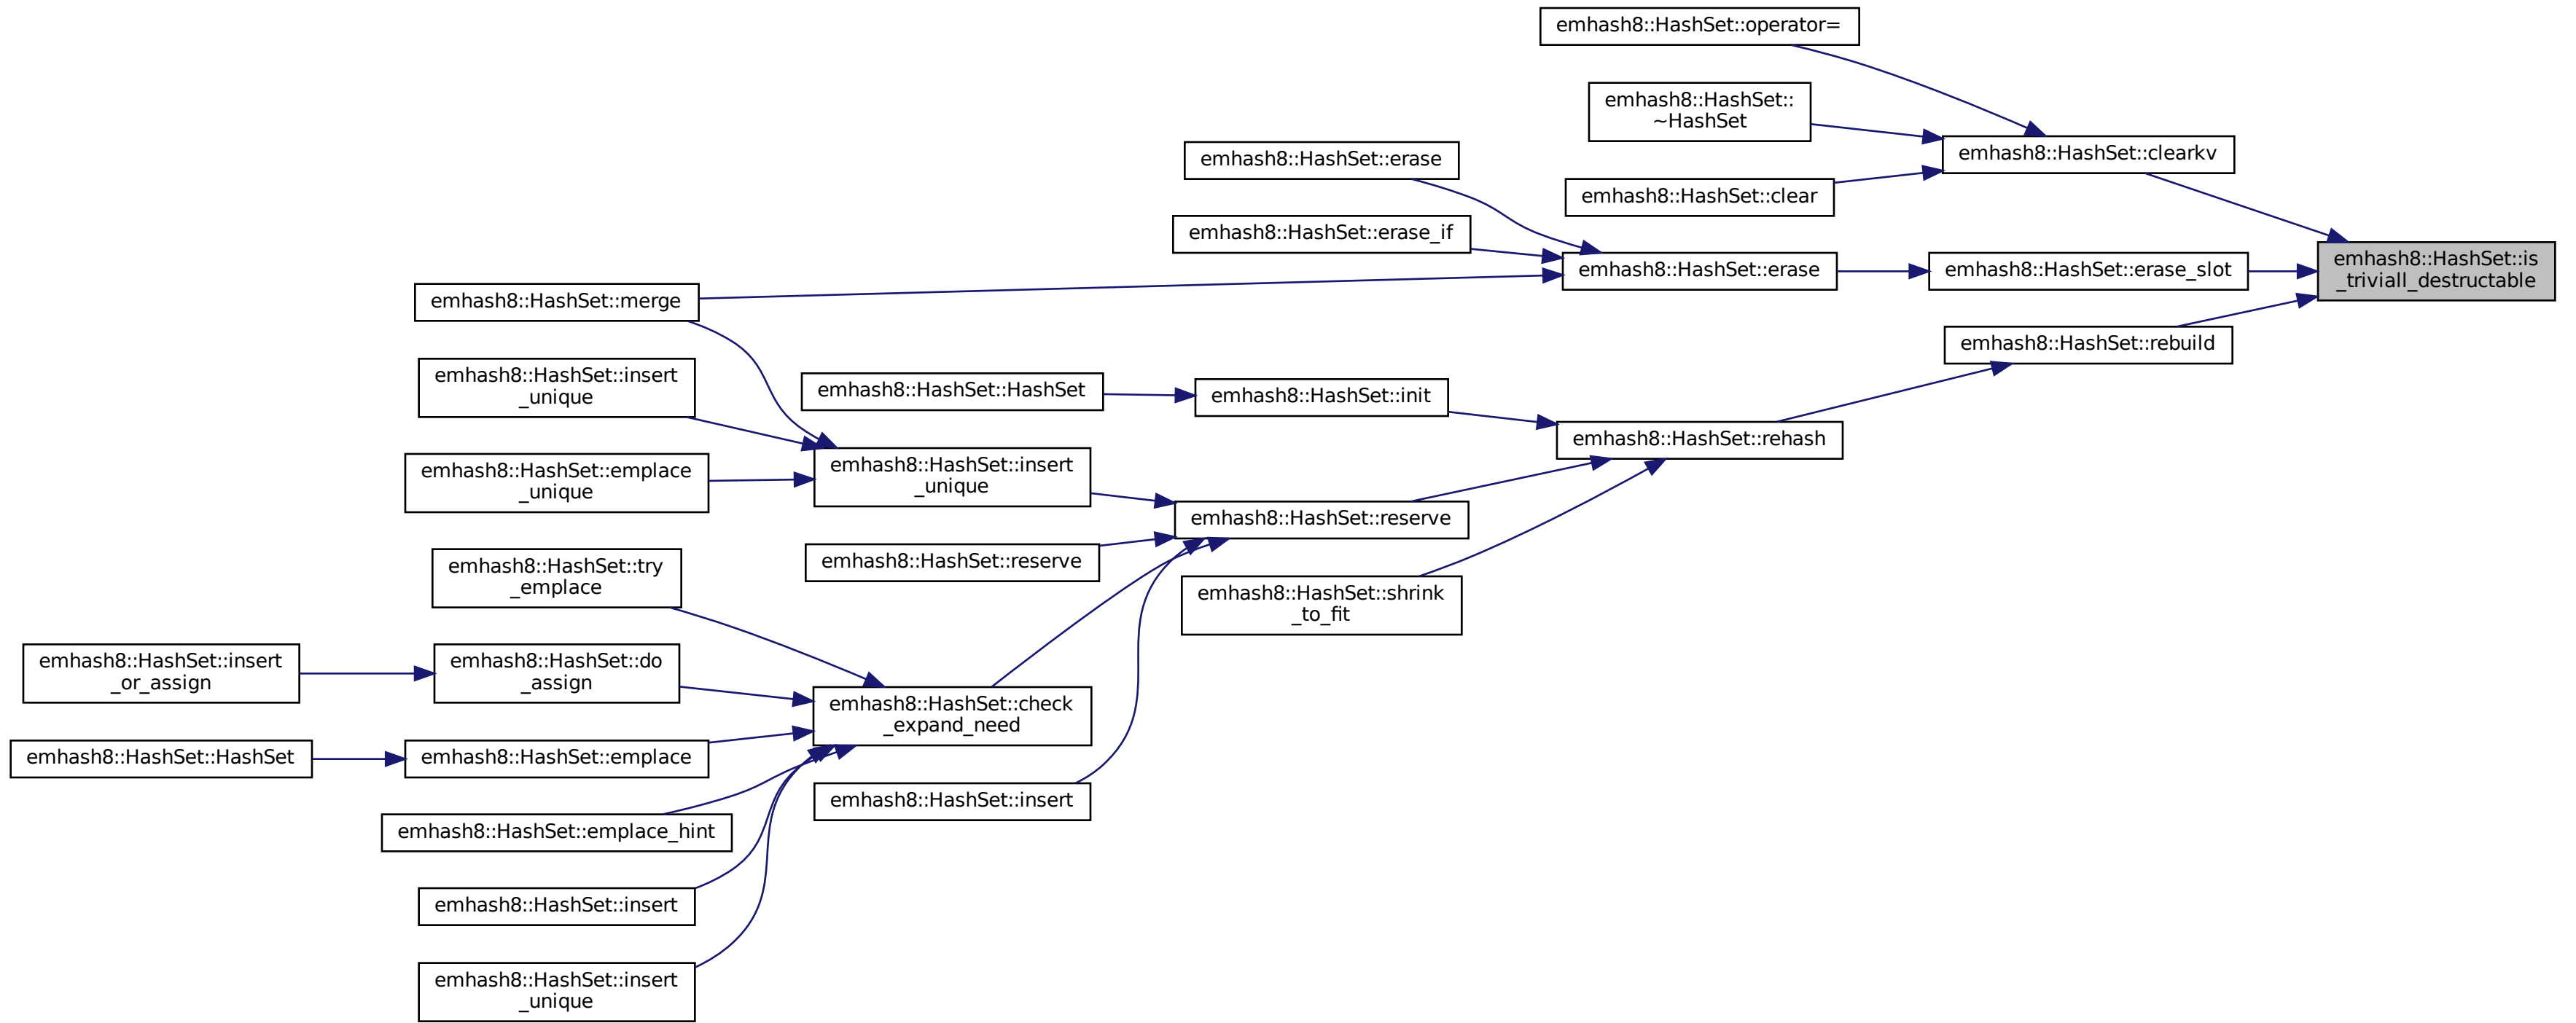 emhash8::HashSet::operator=
emhash8::HashSet::
~HashSet
emhash8::HashSet::erase
emhash8::HashSet::clearkv
emhash8::HashSet::clear
emhash8::HashSet::erase_if
emhash8::HashSet::is
_triviall_destructable
emhash8::HashSet::erase
emhash8::HashSet::erase_slot
emhash8::HashSet::merge
emhash8::HashSet::rebuild
emhash8::HashSet::insert
_unique
emhash8::HashSet::HashSet
emhash8::HashSet::init
emhash8::HashSet::rehash
emhash8::HashSet::emplace
_unique
emhash8::HashSet::insert
_unique
emhash8::HashSet::reserve
emhash8::HashSet::reserve
emhash8::HashSet::try
_emplace
emhash8::HashSet::shrink
_to_fit
emhash8::HashSet::insert
_or_assign
emhash8::HashSet::do
_assign
emhash8::HashSet::check
_expand_need
emhash8::HashSet::HashSet
emhash8::HashSet::emplace
emhash8::HashSet::insert
emhash8::HashSet::emplace_hint
emhash8::HashSet::insert
emhash8::HashSet::insert
_unique